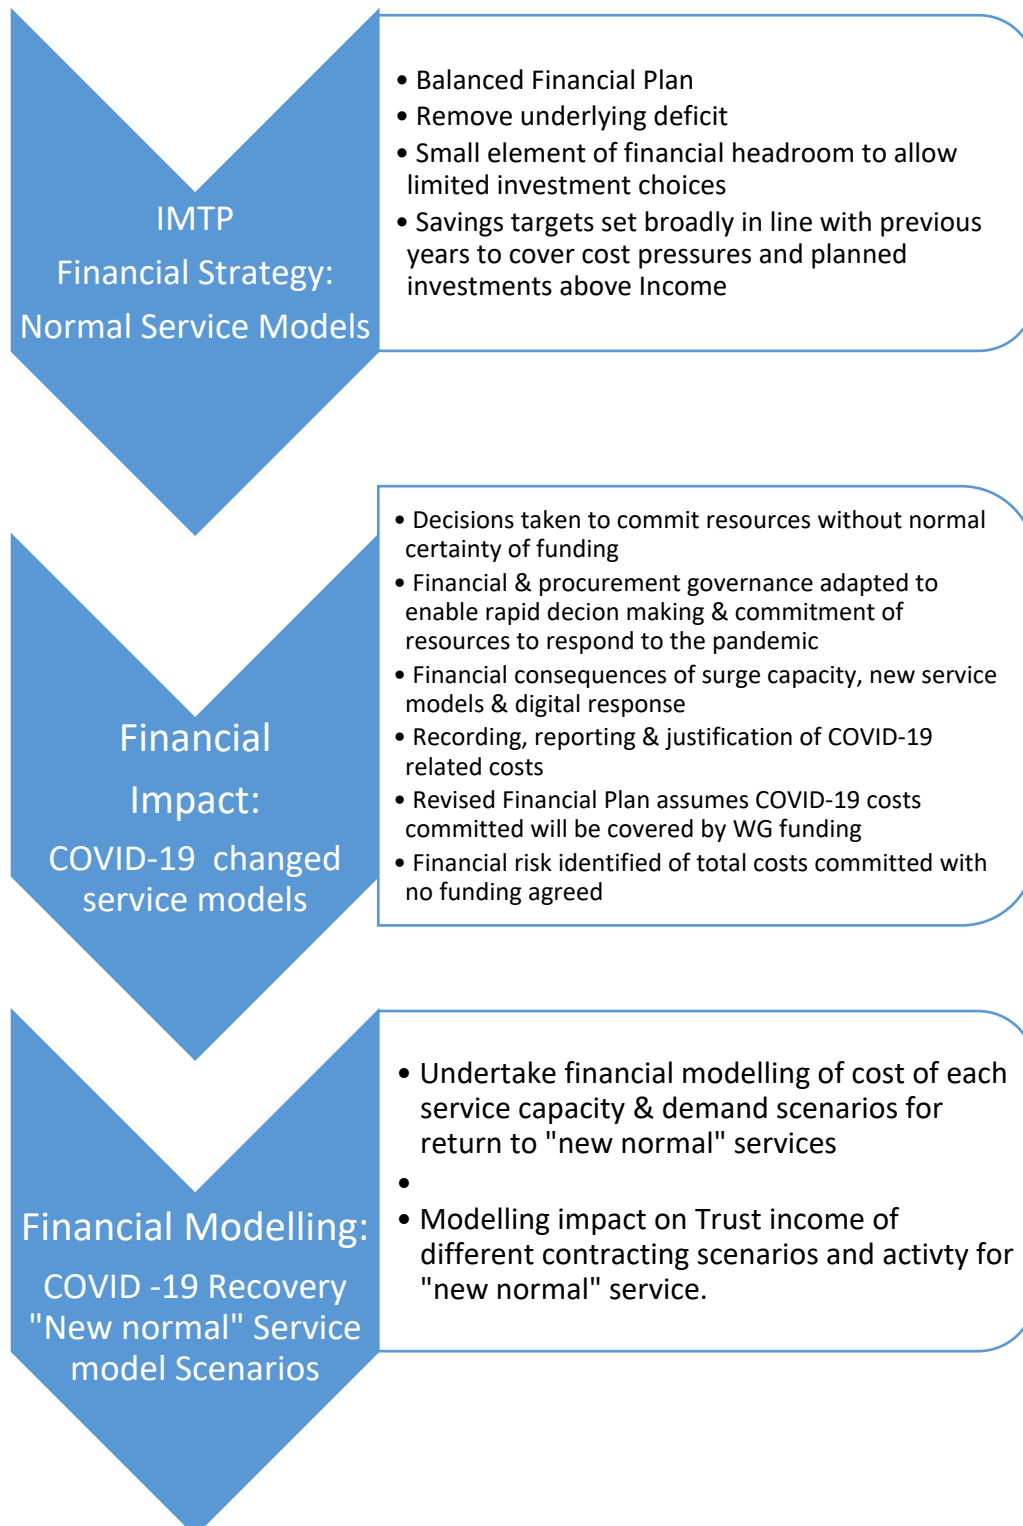 IMTP
Financial Strategy:
Normal Service Models
• Balanced Financial Plan
• Remove underlying deficit
• Small element of financial headroom to allow
limited investment choices
• Savings targets set broadly in line with previous
years to cover cost pressures and planned
investments above Income
Financial
Impact:
COVID-19  changed
service models
• Decisions taken to commit resources without normal
certainty of funding
• Financial & procurement governance adapted to
enable rapid decion making & commitment of
resources to respond to the pandemic
• Financial consequences of surge capacity, new service
models & digital response
• Recording, reporting & justification of COVID-19
related costs
• Revised Financial Plan assumes COVID-19 costs
committed will be covered by WG funding
• Financial risk identified of total costs committed with
no funding agreed
Financial Modelling:
COVID -19 Recovery
"New normal" Service
model Scenarios
• Undertake financial modelling of cost of each
service capacity & demand scenarios for
return to "new normal" services
•
• Modelling impact on Trust income of
different contracting scenarios and activty for
"new normal" service.